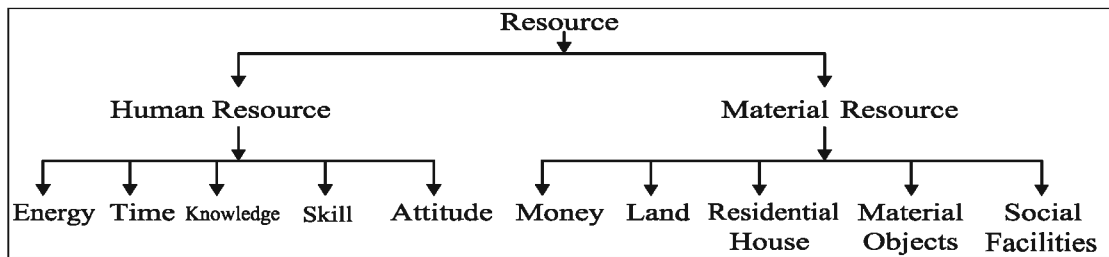 Resource
Human Resource
Material Resource
Energy
Time
Knowledge
Skill
Attitude
Money
Land
Residential
House
Material
Objects
Social
Facilities